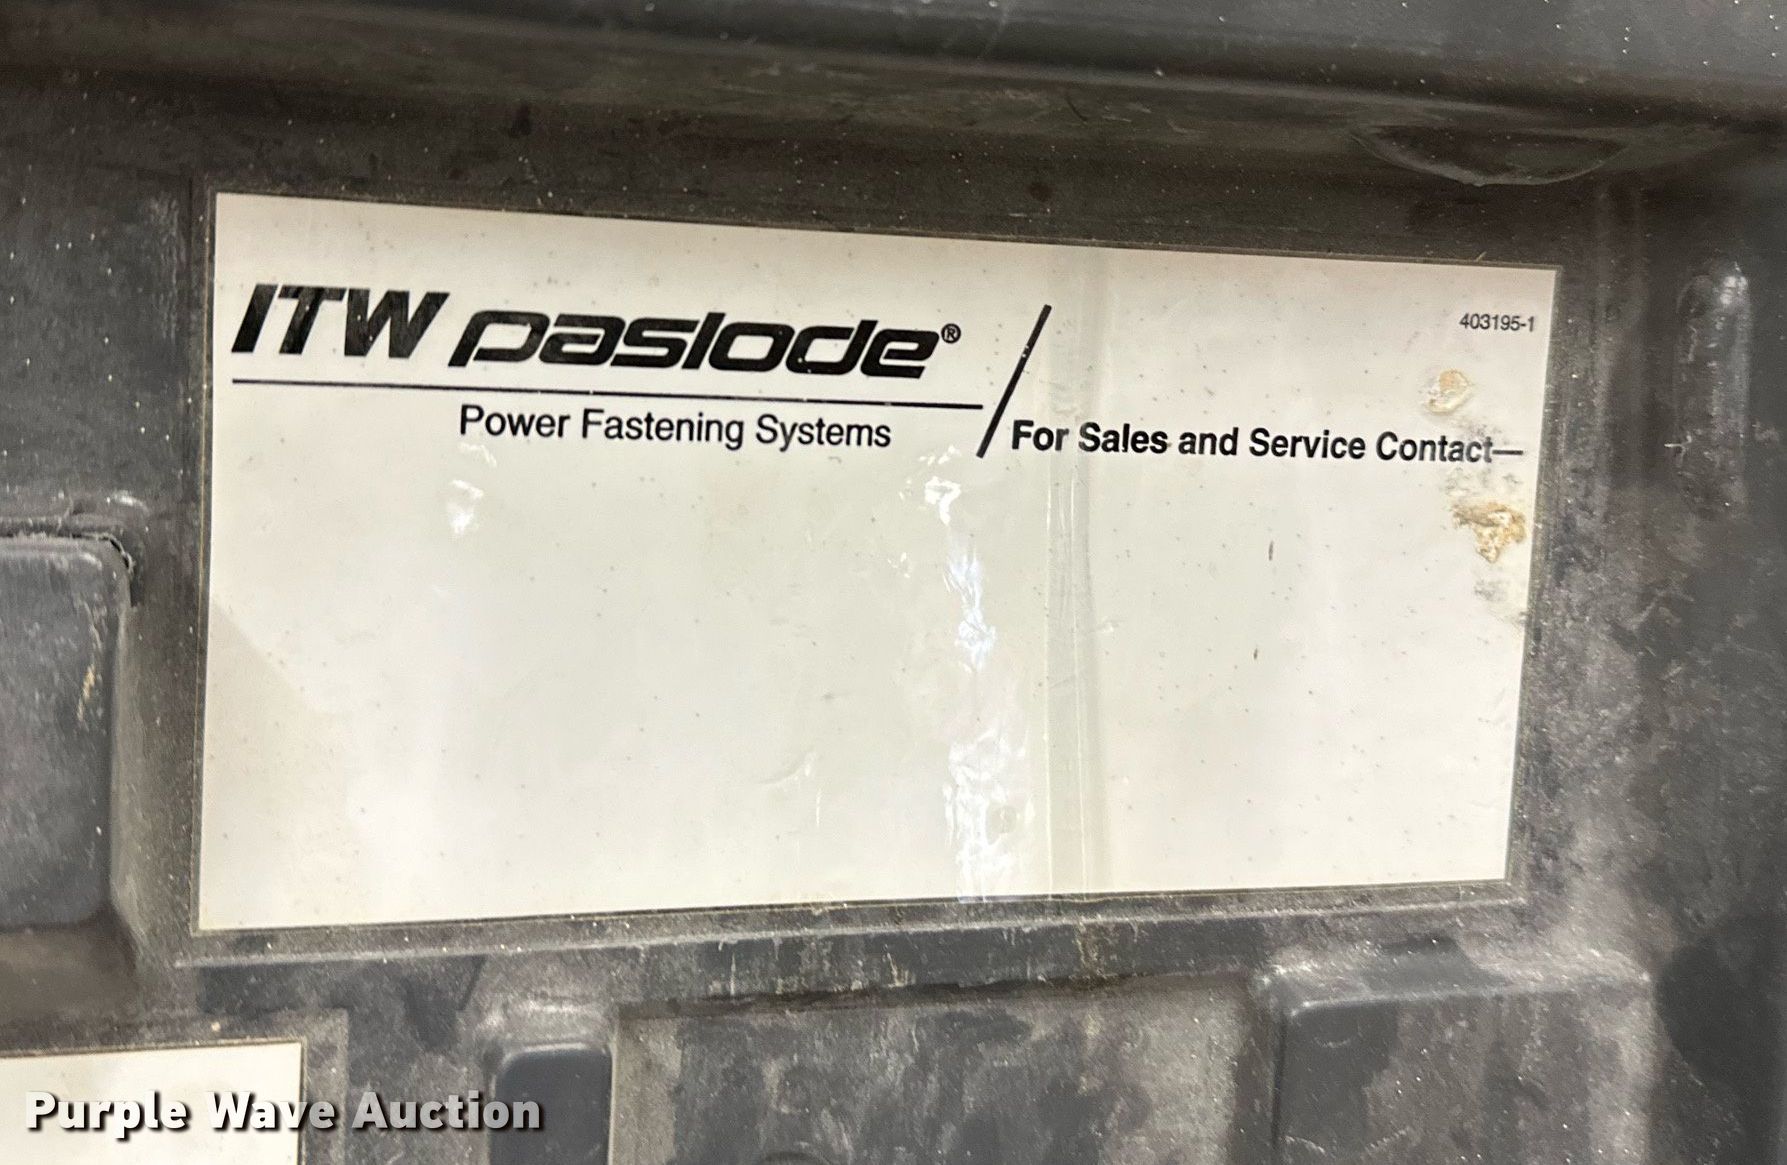 403195-1
ITW paslode®
Power Fastening Systems
For Sales and Service Contact—
Purple Wave Auction